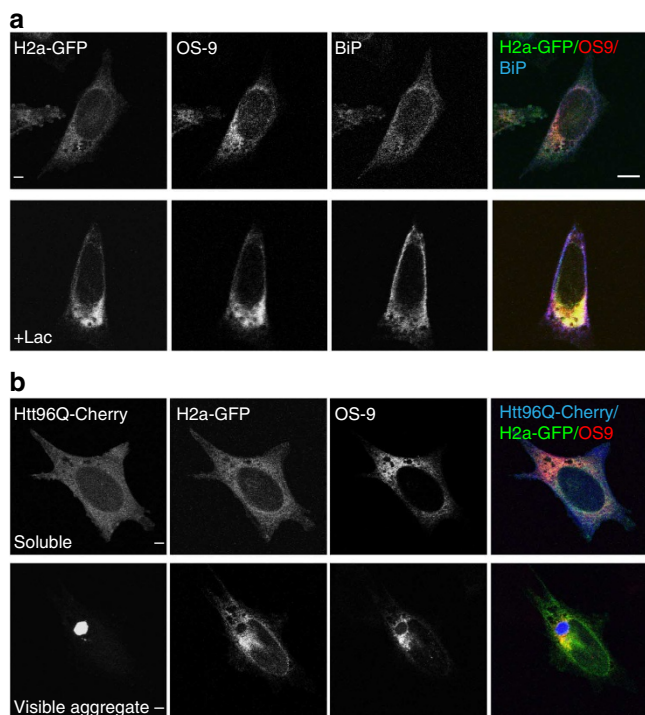 a
H2a-GFP
OS-9
BiP
H2a-GFP/OS9/
BiP
+Lac
b
Htt96Q-Cherry
H2a-GFP
OS-9
Htt96Q-Cherry/
H2a-GFP/OS9
Soluble
Visible aggregate